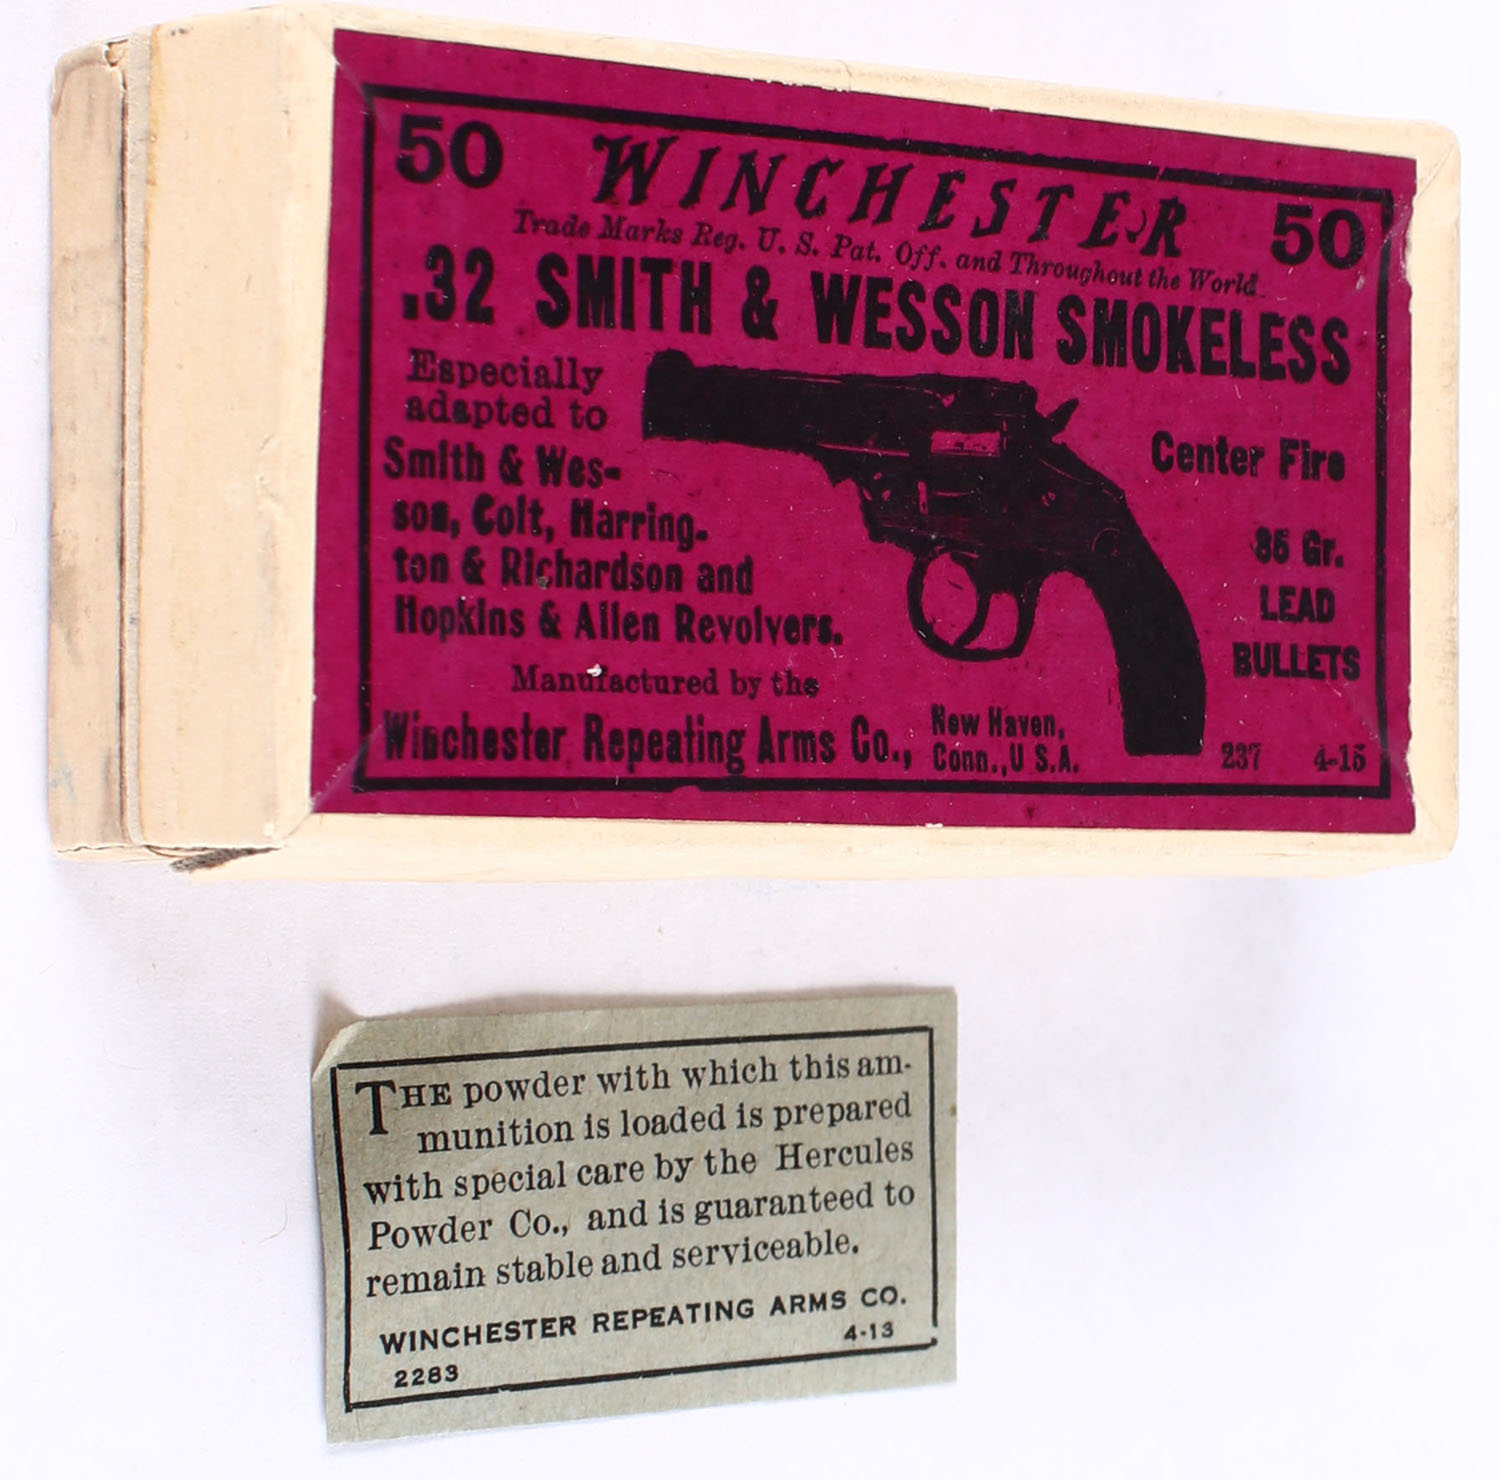 50 WINCHESTER 50
Trade Marks Reg. U. S. Pat. Off. and Throughout the World.
.32 SMITH & WESSON SMOKELESS
Especially
adapted to
Smith & Wes-
son, Colt, Harring-
ton & Richardson and
Hopkins & Allen Revolvers.
Center Fire
85 Gr.
LEAD
BULLETS
Manufactured by the
Winchester Repeating Arms Co., New Haven,
Conn., U S.A.
237 4-15
THE powder with which this am-
munition is loaded is prepared
with special care by the Hercules
Powder Co., and is guaranteed to
remain stable and serviceable.
WINCHESTER REPEATING ARMS CO.
2283 4-13